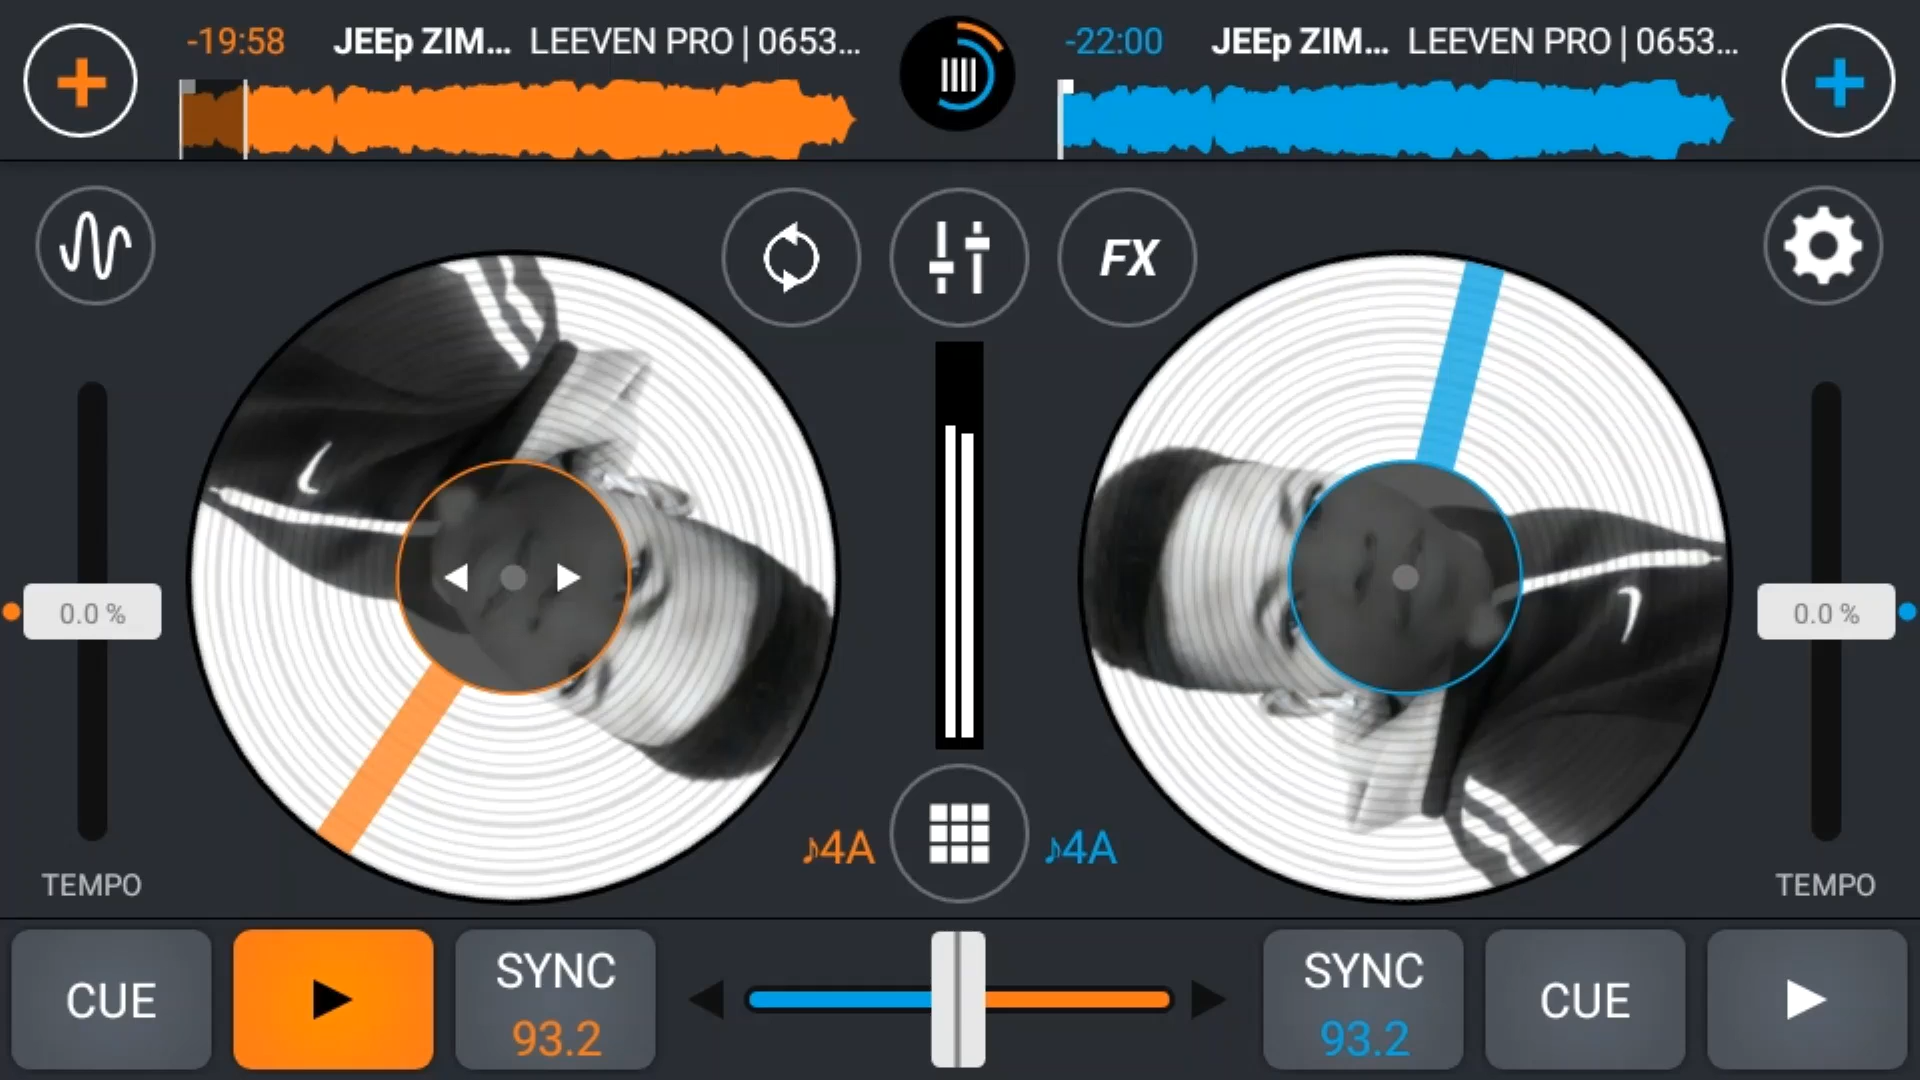 -19:58 JEEp ZIM... LEEVEN PRO | 0653...
-22:00 JEEp ZIM... LEEVEN PRO | 0653...
FX
0.0 %
0.0 %
♪4A
♪4A
TEMPO
TEMPO
CUE
SYNC
93.2
SYNC
93.2
CUE